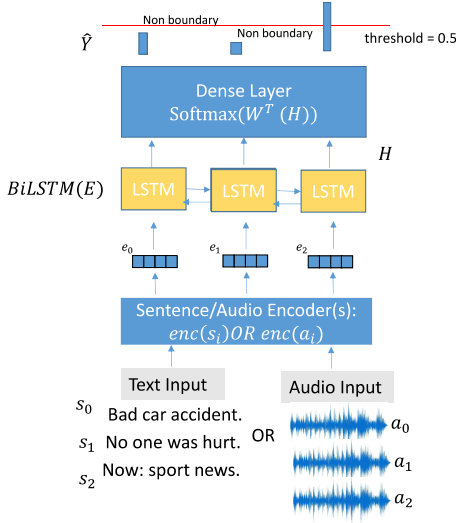 Non boundary
Ŷ
Non boundary
threshold = 0.5
Dense Layer
Softmax(Wᵀ (H))
H
BiLSTM(E)
LSTM
LSTM
LSTM
e₀
e₁
e₂
Sentence/Audio Encoder(s):
enc(sᵢ)OR enc(aᵢ)
Text Input
Audio Input
s₀ Bad car accident.
s₁ No one was hurt.
s₂ Now: sport news.
OR
a₀
a₁
a₂